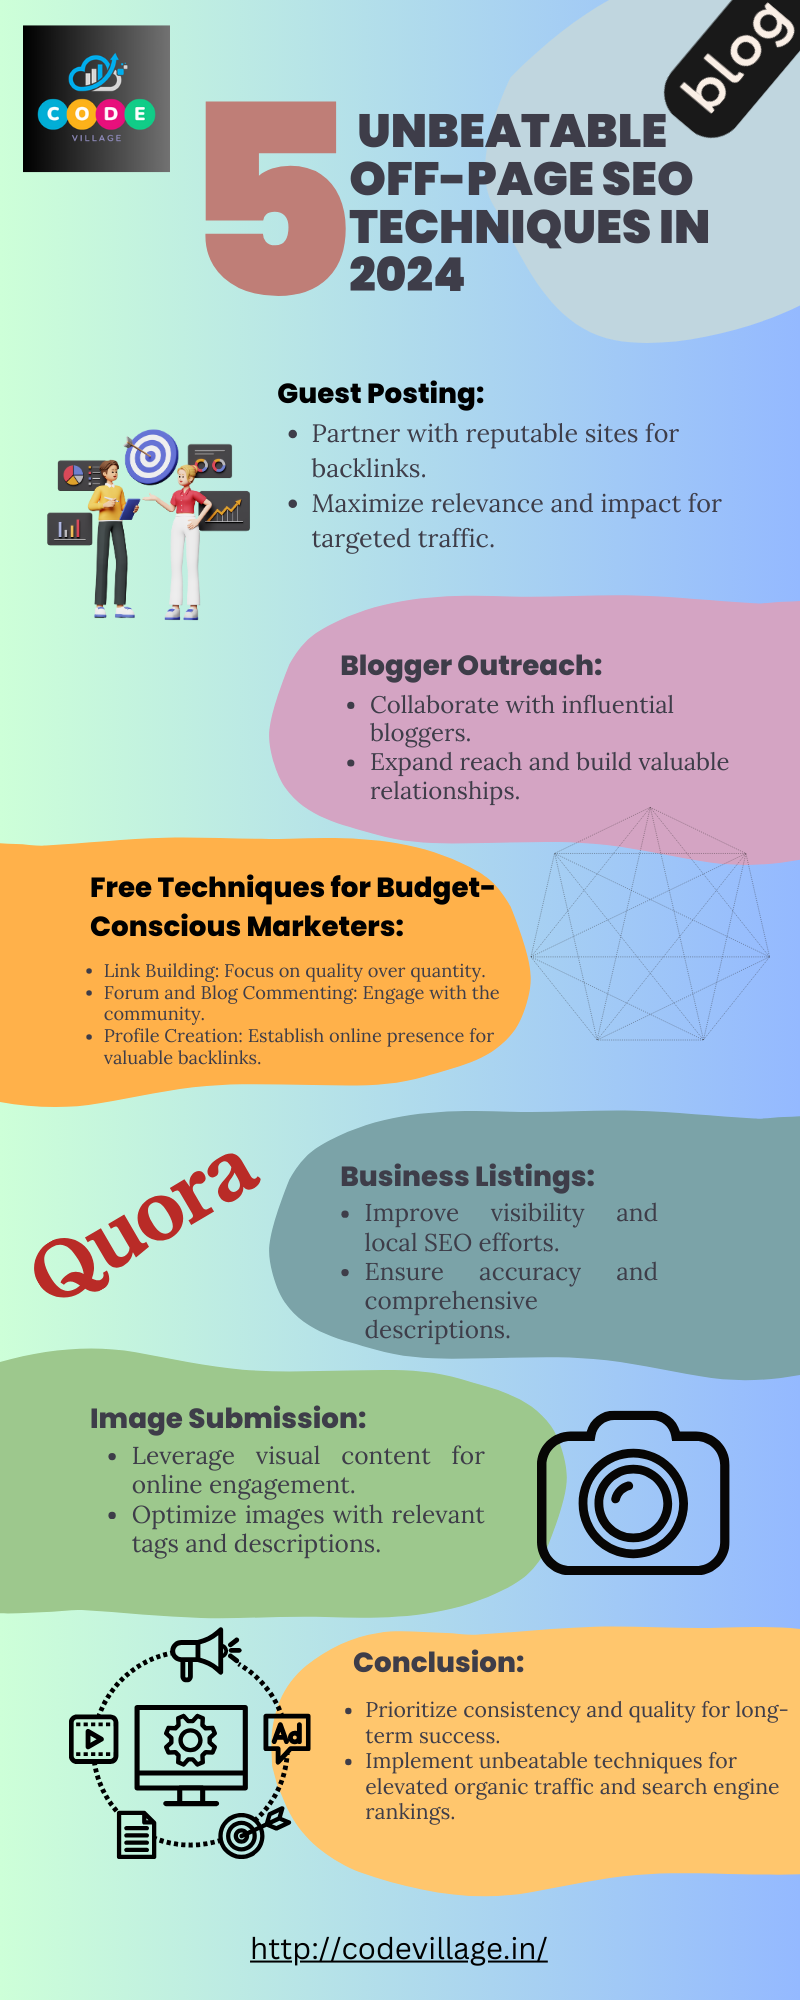 CODE
VILLAGE
blog
5
UNBEATABLE
OFF-PAGE SEO
TECHNIQUES IN
2024
Guest Posting:
• Partner with reputable sites for
backlinks.
• Maximize relevance and impact for
targeted traffic.
Blogger Outreach:
• Collaborate with influential
bloggers.
• Expand reach and build valuable
relationships.
Free Techniques for Budget-
Conscious Marketers:
• Link Building: Focus on quality over quantity.
• Forum and Blog Commenting: Engage with the
community.
• Profile Creation: Establish online presence for
valuable backlinks.
Quora
Business Listings:
• Improve visibility and
local SEO efforts.
• Ensure accuracy and
comprehensive
descriptions.
Image Submission:
• Leverage visual content for
online engagement.
• Optimize images with relevant
tags and descriptions.
Ad
Conclusion:
• Prioritize consistency and quality for long-
term success.
• Implement unbeatable techniques for
elevated organic traffic and search engine
rankings.
http://codevillage.in/